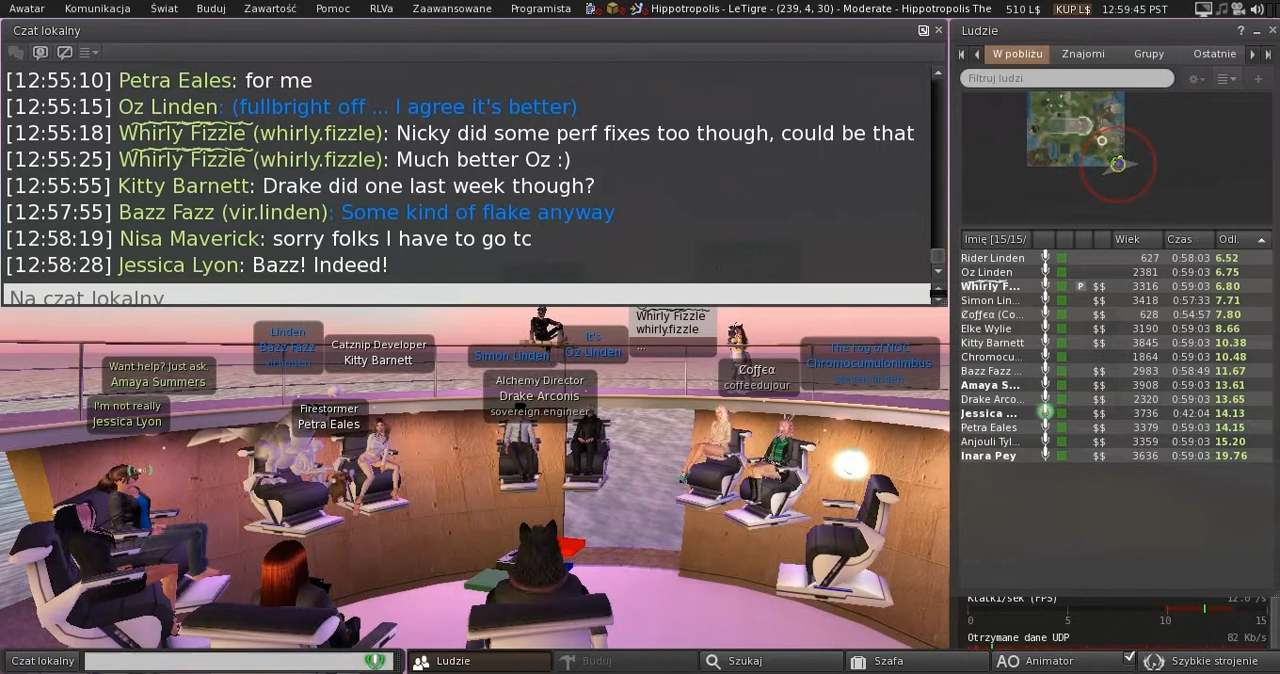 Awatar Komunikacja Świat Buduj Zawartość Pomoc RLVa Zaawansowane Programista Hippotropolis - LeTigre - (239, 4, 30) - Moderate - Hippotropolis The 510 L$ KUP L$ 12:59:45 PST
Czat lokalny
[12:55:10] Petra Eales: for me
[12:55:15] Oz Linden: (fullbright off ... I agree it's better)
[12:55:18] Whirly Fizzle (whirly.fizzle): Nicky did some perf fixes too though, could be that
[12:55:25] Whirly Fizzle (whirly.fizzle): Much better Oz :)
[12:55:55] Kitty Barnett: Drake did one last week though?
[12:57:55] Bazz Fazz (vir.linden): Some kind of flake anyway
[12:58:19] Nisa Maverick: sorry folks I have to go tc
[12:58:28] Jessica Lyon: Bazz! Indeed!
Na czat lokalny
Want help? Just ask.
Amaya Summers
I'm not really
Jessica Lyon
Linden
Bazz Fazz
vir.linden
Catznip Developer
Kitty Barnett
Firestormer
Petra Eales
Simon Linden
It's
Oz Linden
Alchemy Director
Drake Arconis
sovereign.engineer
Whirly Fizzle
whirly.fizzle
...
Coffεα
coffeedujour
The Fog of NUC
Chromocumulonimbus
Ludzie
W pobliżu Znajomi Grupy Ostatnie
Filtruj ludzi
Imię [15/15/ Wiek Czas Odl.
Rider Linden 627 0:58:03 6.52
Oz Linden 2381 0:59:03 6.75
Whirly F... P $$ 3316 0:59:03 6.80
Simon Lin... $$ 3418 0:57:33 7.71
Coffεα (Co... $$ 628 0:54:57 7.80
Elke Wylie $$ 3190 0:59:03 8.66
Kitty Barnett $$ 3845 0:59:03 10.38
Chromocu... 1864 0:59:03 10.48
Bazz Fazz ... $$ 2983 0:58:49 11.67
Amaya S... $$ 3908 0:59:03 13.61
Drake Arco... $$ 2320 0:59:03 13.65
Jessica ... $$ 3736 0:42:04 14.13
Petra Eales $$ 3379 0:59:03 14.15
Anjouli Tyl... $$ 3359 0:59:03 15.20
Inara Pey $$ 3636 0:59:03 19.76
Klatki/sek (FPS) 12.0 /s
0 5 10 15
Otrzymane dane UDP 82 Kb/s
Czat lokalny Ludzie Buduj Szukaj Szafa AO Animator Szybkie strojenie